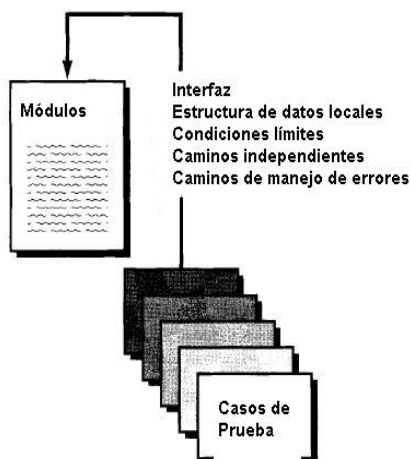 Módulos
Interfaz
Estructura de datos locales
Condiciones límites
Caminos independientes
Caminos de manejo de errores
Casos de
Prueba